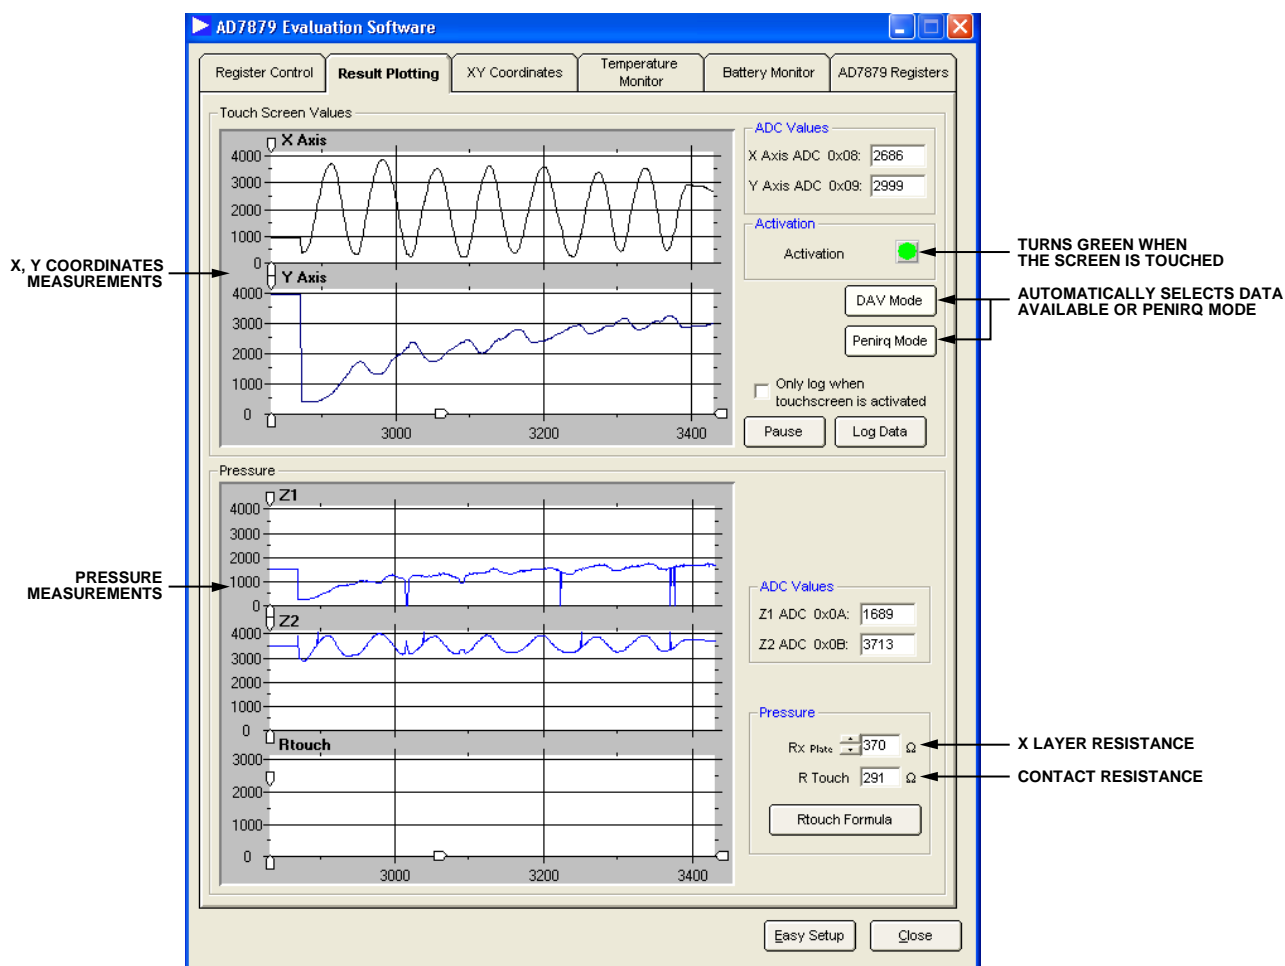 AD7879 Evaluation Software
Register Control
Result Plotting
XY Coordinates
Temperature
Monitor
Battery Monitor
AD7879 Registers
Touch Screen Values
X Axis
4000
3000
2000
1000
0
Y Axis
4000
3000
2000
1000
0
3000
3200
3400
ADC Values
X Axis ADC 0x08: 2686
Y Axis ADC 0x09: 2999
Activation
Activation
DAV Mode
Penirq Mode
Only log when
touchscreen is activated
Pause
Log Data
X, Y COORDINATES
MEASUREMENTS
TURNS GREEN WHEN
THE SCREEN IS TOUCHED
AUTOMATICALLY SELECTS DATA
AVAILABLE OR PENIRQ MODE
Pressure
Z1
4000
3000
2000
1000
0
Z2
4000
3000
2000
1000
0
Rtouch
3000
2000
1000
0
3000
3200
3400
PRESSURE
MEASUREMENTS
ADC Values
Z1 ADC 0x0A: 1689
Z2 ADC 0x0B: 3713
Pressure
Rx Plate 370 Ω
R Touch 291 Ω
Rtouch Formula
X LAYER RESISTANCE
CONTACT RESISTANCE
Easy Setup
Close